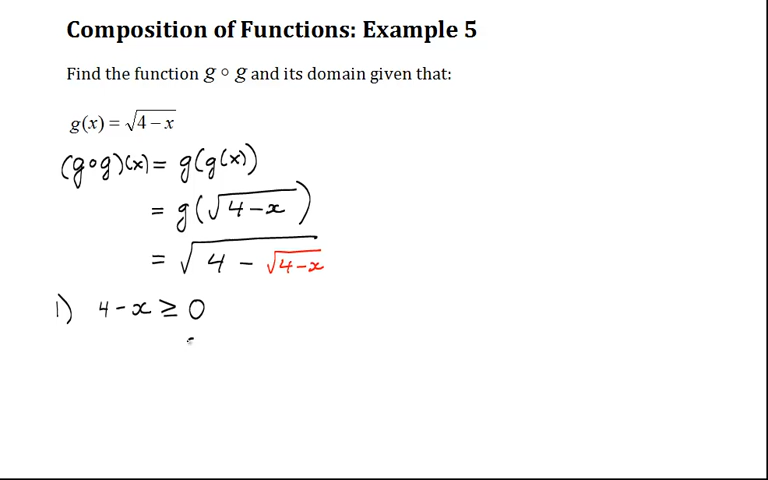 Composition of Functions: Example 5
Find the function g ∘ g and its domain given that:
g(x) = √(4 − x)
(g∘g)(x) = g(g(x))
= g(√(4−x))
= √(4 − √(4−x))
1) 4−x ≥ 0